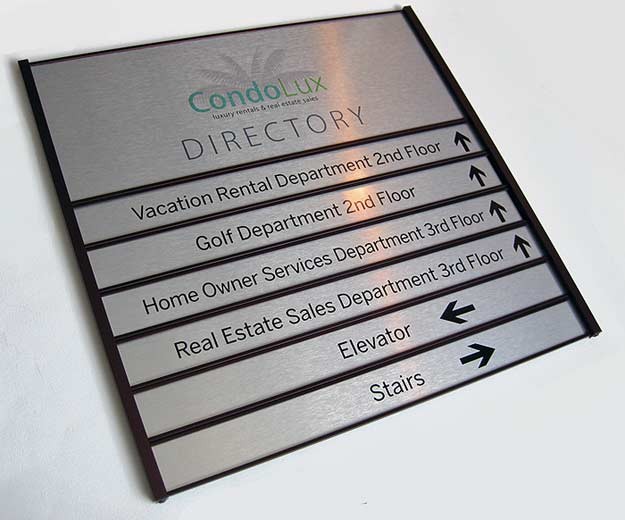 CondoLux
luxury rentals & real estate sales
DIRECTORY
Vacation Rental Department 2nd Floor ↑
Golf Department 2nd Floor ↑
Home Owner Services Department 3rd Floor ↑
Real Estate Sales Department 3rd Floor ↑
Elevator ←
Stairs →